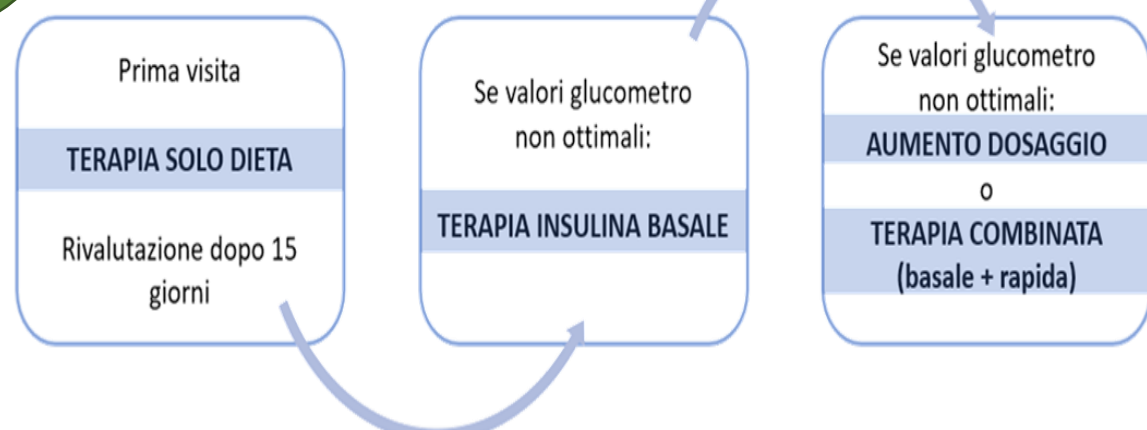 Prima visita
TERAPIA SOLO DIETA
Rivalutazione dopo 15
giorni
Se valori glucometro
non ottimali:
TERAPIA INSULINA BASALE
Se valori glucometro
non ottimali:
AUMENTO DOSAGGIO
o
TERAPIA COMBINATA
(basale + rapida)